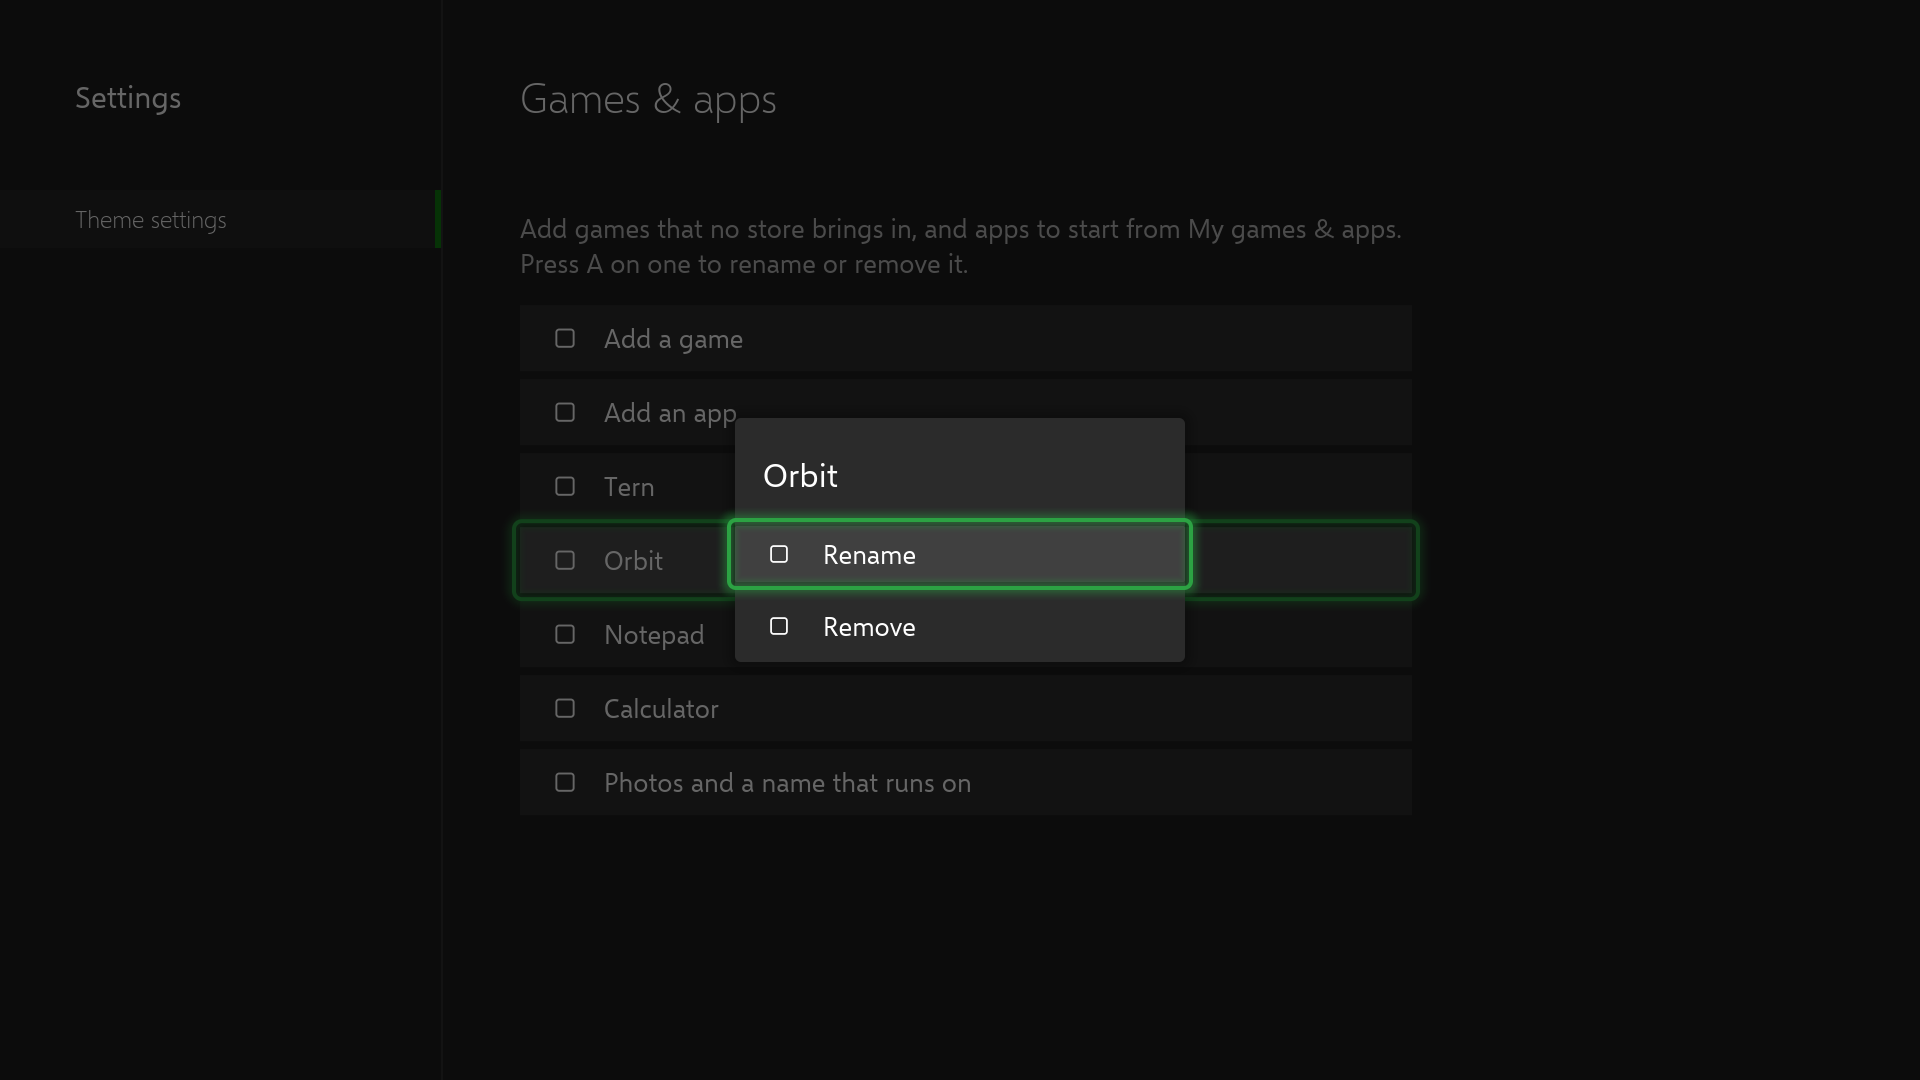 Settings
Theme settings
Games & apps
Add games that no store brings in, and apps to start from My games & apps.
Press A on one to rename or remove it.
Add a game
Add an app
Tern
Orbit
Notepad
Calculator
Photos and a name that runs on
Orbit
Rename
Remove